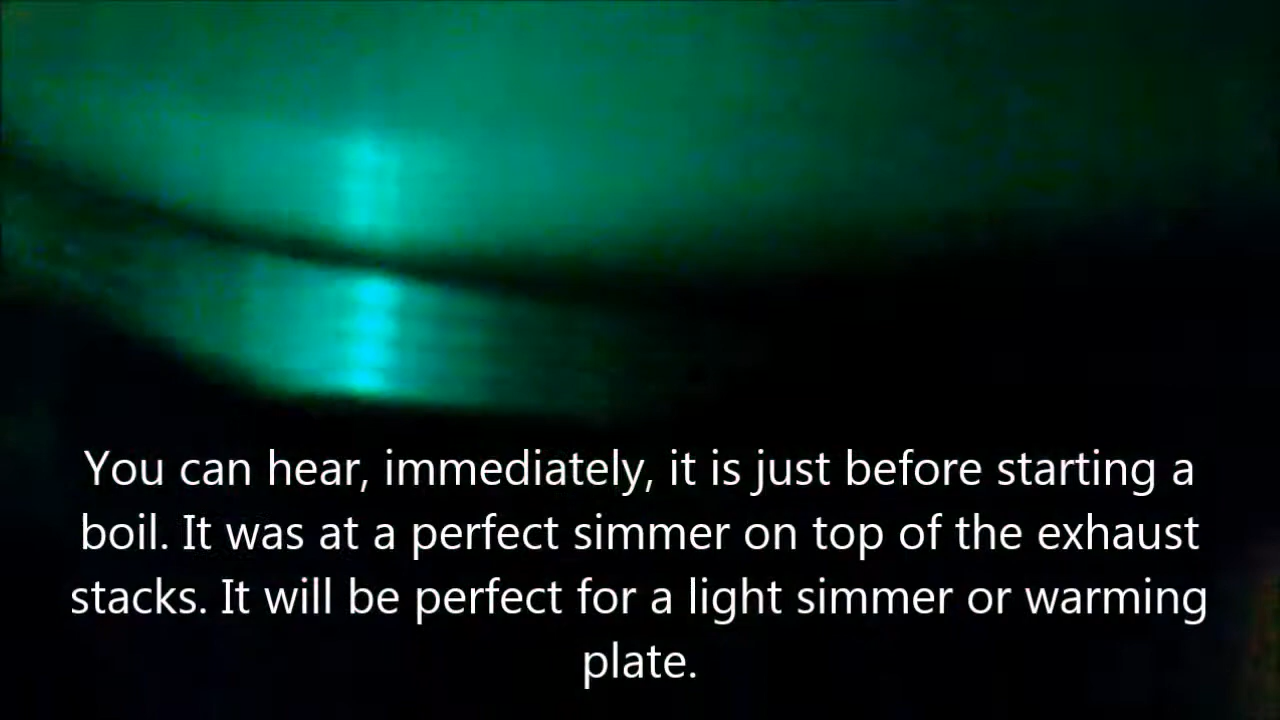 You can hear, immediately, it is just before starting a
boil. It was at a perfect simmer on top of the exhaust
stacks. It will be perfect for a light simmer or warming
plate.